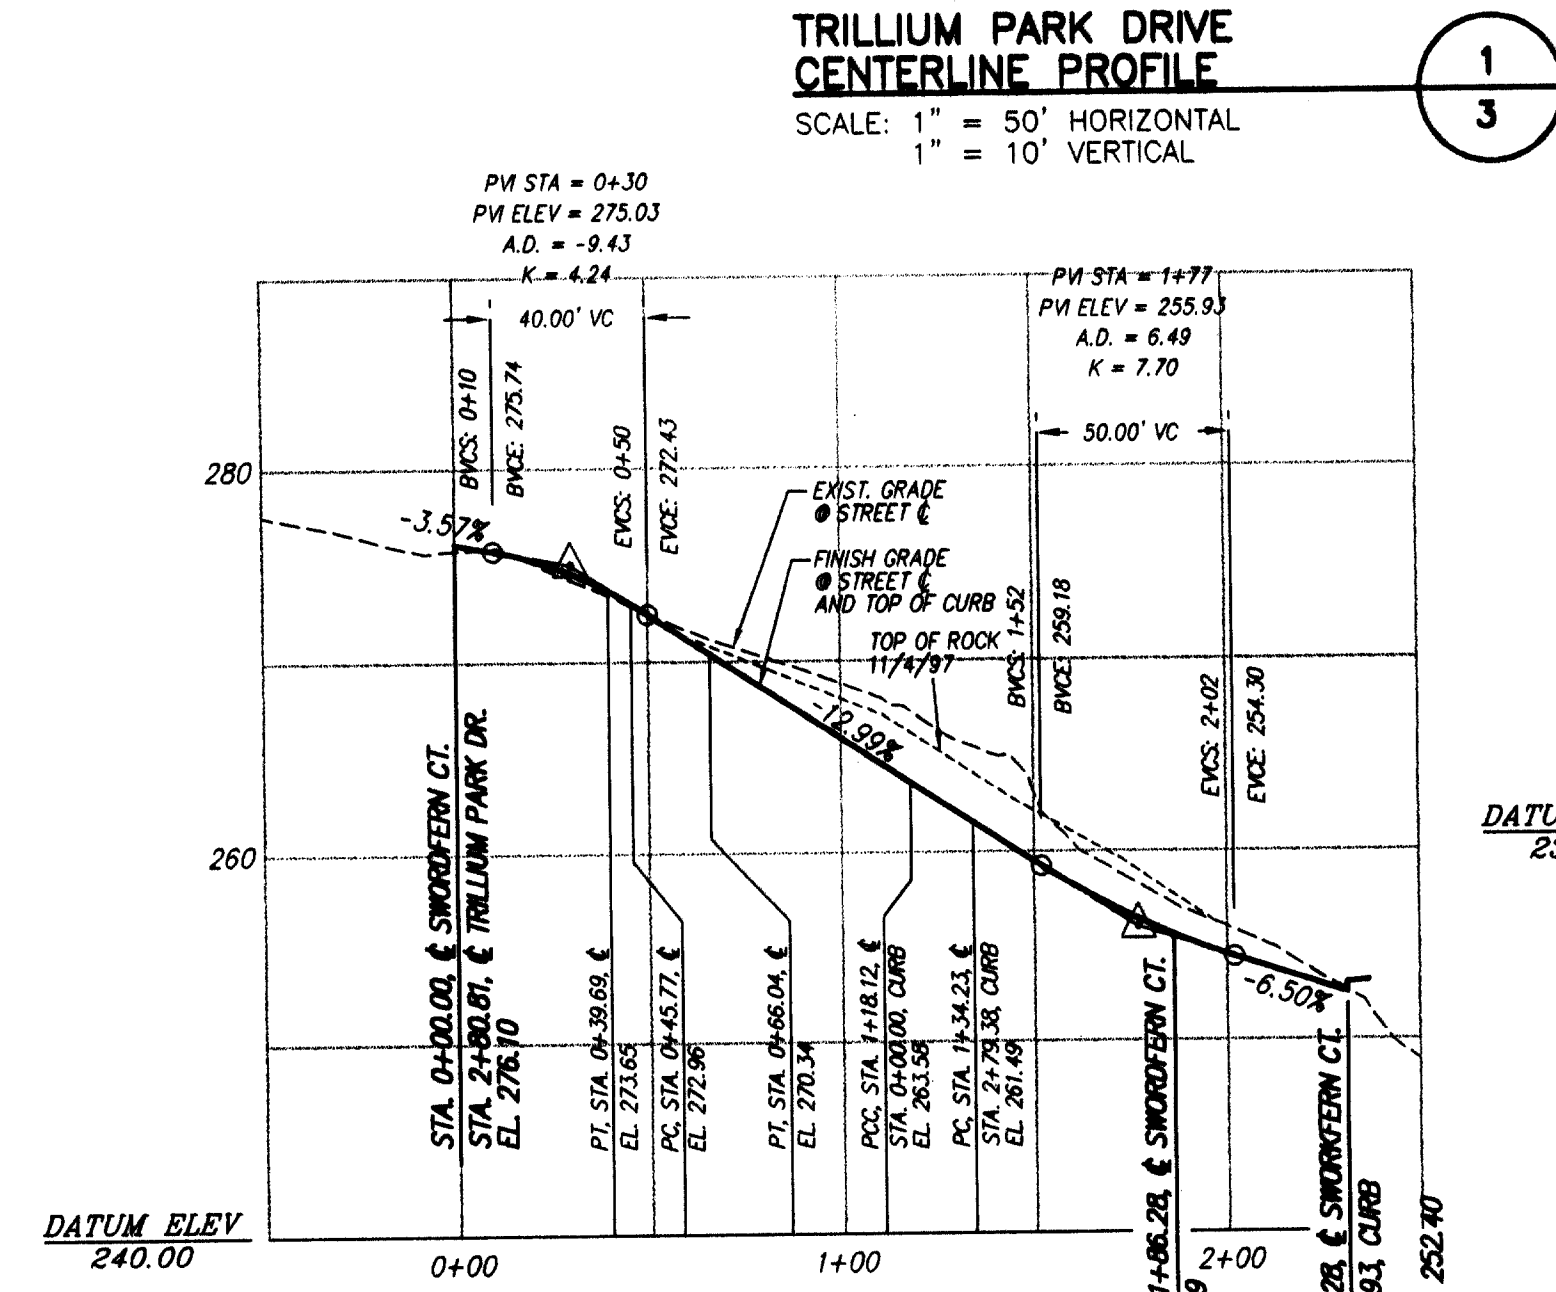 TRILLIUM PARK DRIVE
CENTERLINE PROFILE
1
3
SCALE: 1" = 50' HORIZONTAL
1" = 10' VERTICAL
PVI STA = 0+30
PVI ELEV = 275.03
A.D. = -9.43
K = 4.24
40.00' VC
BVCS: 0+10
BVCE: 275.74
EVCS: 0+50
EVCE: 272.43
PVI STA = 1+77
PVI ELEV = 255.93
A.D. = 6.49
K = 7.70
50.00' VC
BVCS: 1+52
BVCE: 259.18
EVCS: 2+02
EVCE: 254.30
280
260
-3.57%
EXIST. GRADE
@ STREET ℄
FINISH GRADE
@ STREET ℄
AND TOP OF CURB
TOP OF ROCK
11/4/97
-12.99%
-6.50%
STA. 0+00.00, ℄ SWORDFERN CT.
STA. 2+80.81, ℄ TRILLIUM PARK DR.
EL. 276.10
PT, STA. 0+39.69, ℄
EL. 273.65
PC, STA. 0+45.77, ℄
EL. 272.96
PT, STA. 0+66.04, ℄
EL. 270.34
PCC, STA. 1+18.12, ℄
STA. 0+00.00, CURB
EL. 263.58
PC, STA. 1+34.23, ℄
STA. 2+79.38, CURB
EL. 261.49
1+86.28, ℄ SWORDFERN CT.
9
28, ℄ SWORKFERN CT.
93, CURB
252.40
DATUM ELEV
240.00
0+00
1+00
2+00
DATU
23